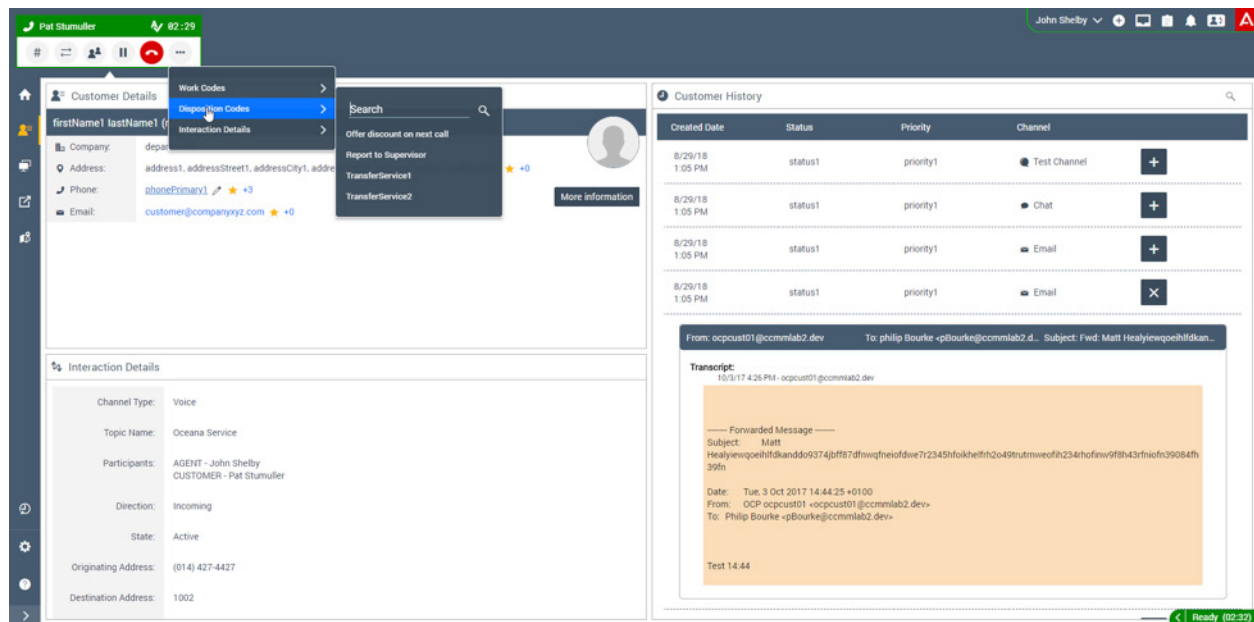 Pat Stumuller 02:29
John Shelby
Work Codes
Disposition Codes
Interaction Details
Search
Offer discount on next call
Report to Supervisor
TransferService1
TransferService2
Customer Details
firstName1 lastName1
Company: depar
Address: address1, addressStreet1, addressCity1, addre +0
Phone: phonePrimary1 +3
Email: customer@companyxyz.com +0
More information
Interaction Details
Channel Type: Voice
Topic Name: Oceana Service
Participants: AGENT - John Shelby
CUSTOMER - Pat Stumuller
Direction: Incoming
State: Active
Originating Address: (014) 427-4427
Destination Address: 1002
Customer History
Created Date Status Priority Channel
8/29/18
1:05 PM status1 priority1 Test Channel
8/29/18
1:05 PM status1 priority1 Chat
8/29/18
1:05 PM status1 priority1 Email
8/29/18
1:05 PM status1 priority1 Email
From: ocpcust01@ccmmlab2.dev To: philip Bourke <pBourke@ccmmlab2.d... Subject: Fwd: Matt Healyiewqoeihlfdkan...
Transcript:
10/3/17 4:26 PM - ocpcust01@ccmmlab2.dev
------ Forwarded Message ------
Subject: Matt
Healyiewqoeihlfdkanddo9374jbff87dfnwqfneiofdwe7r2345hfoikhelfrh2o49trutrnweofih234rhofinw9f8h43rfniofn39084fh
39fn
Date: Tue, 3 Oct 2017 14:44:25 +0100
From: OCP ocpcust01 <ocpcust01@ccmmlab2.dev>
To: Philip Bourke <pBourke@ccmmlab2.dev>
Test 14:44
Ready (02:32)